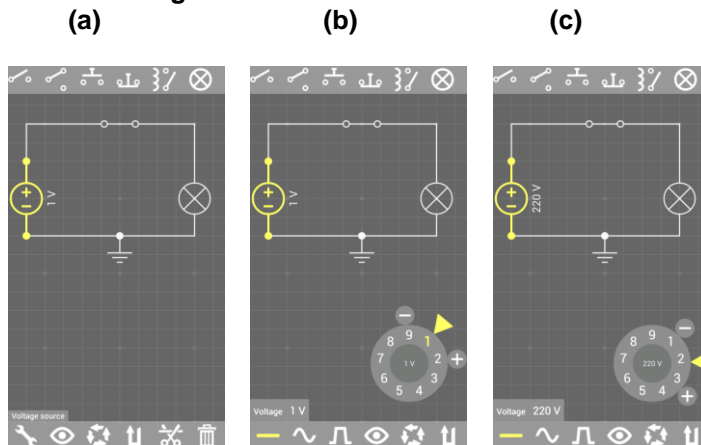 (a) (b) (c)
1 V
Voltage source
1 V
8 9 1
7 1 V 2
6 3
5 4
Voltage 1 V
220 V
8 9 1
7 220 V 2
6 3
5 4
Voltage 220 V